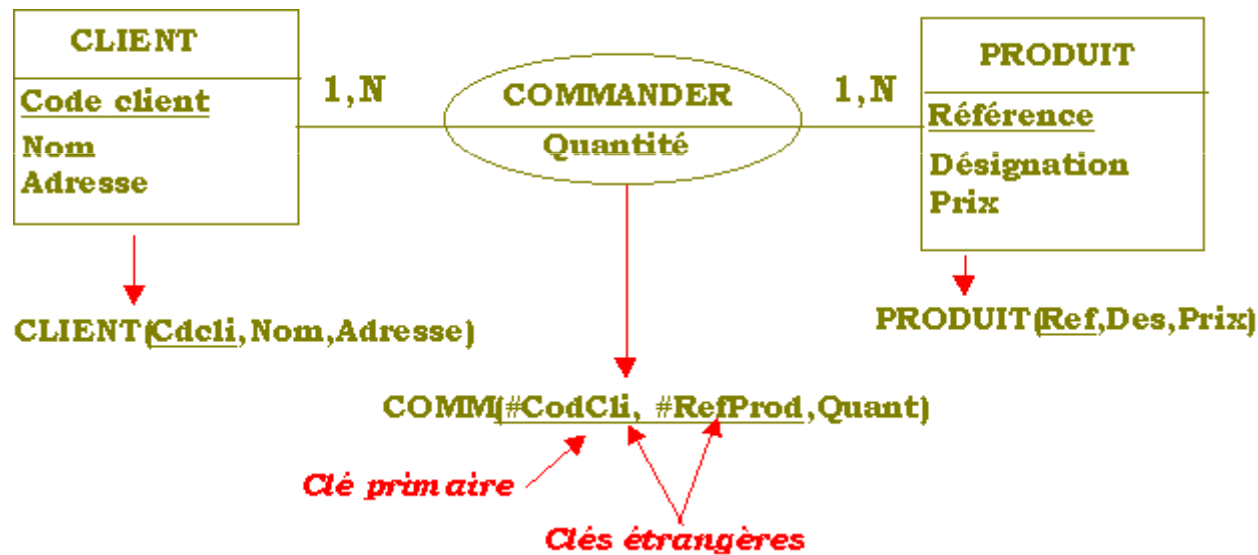 CLIENT
Code client
Nom
Adresse
1,N
COMMANDER
Quantité
1,N
PRODUIT
Référence
Désignation
Prix
CLIENT(Cdcli,Nom,Adresse)
PRODUIT(Ref,Des,Prix)
COMM(#CodCli, #RefProd,Quant)
Clé primaire
Clés étrangères